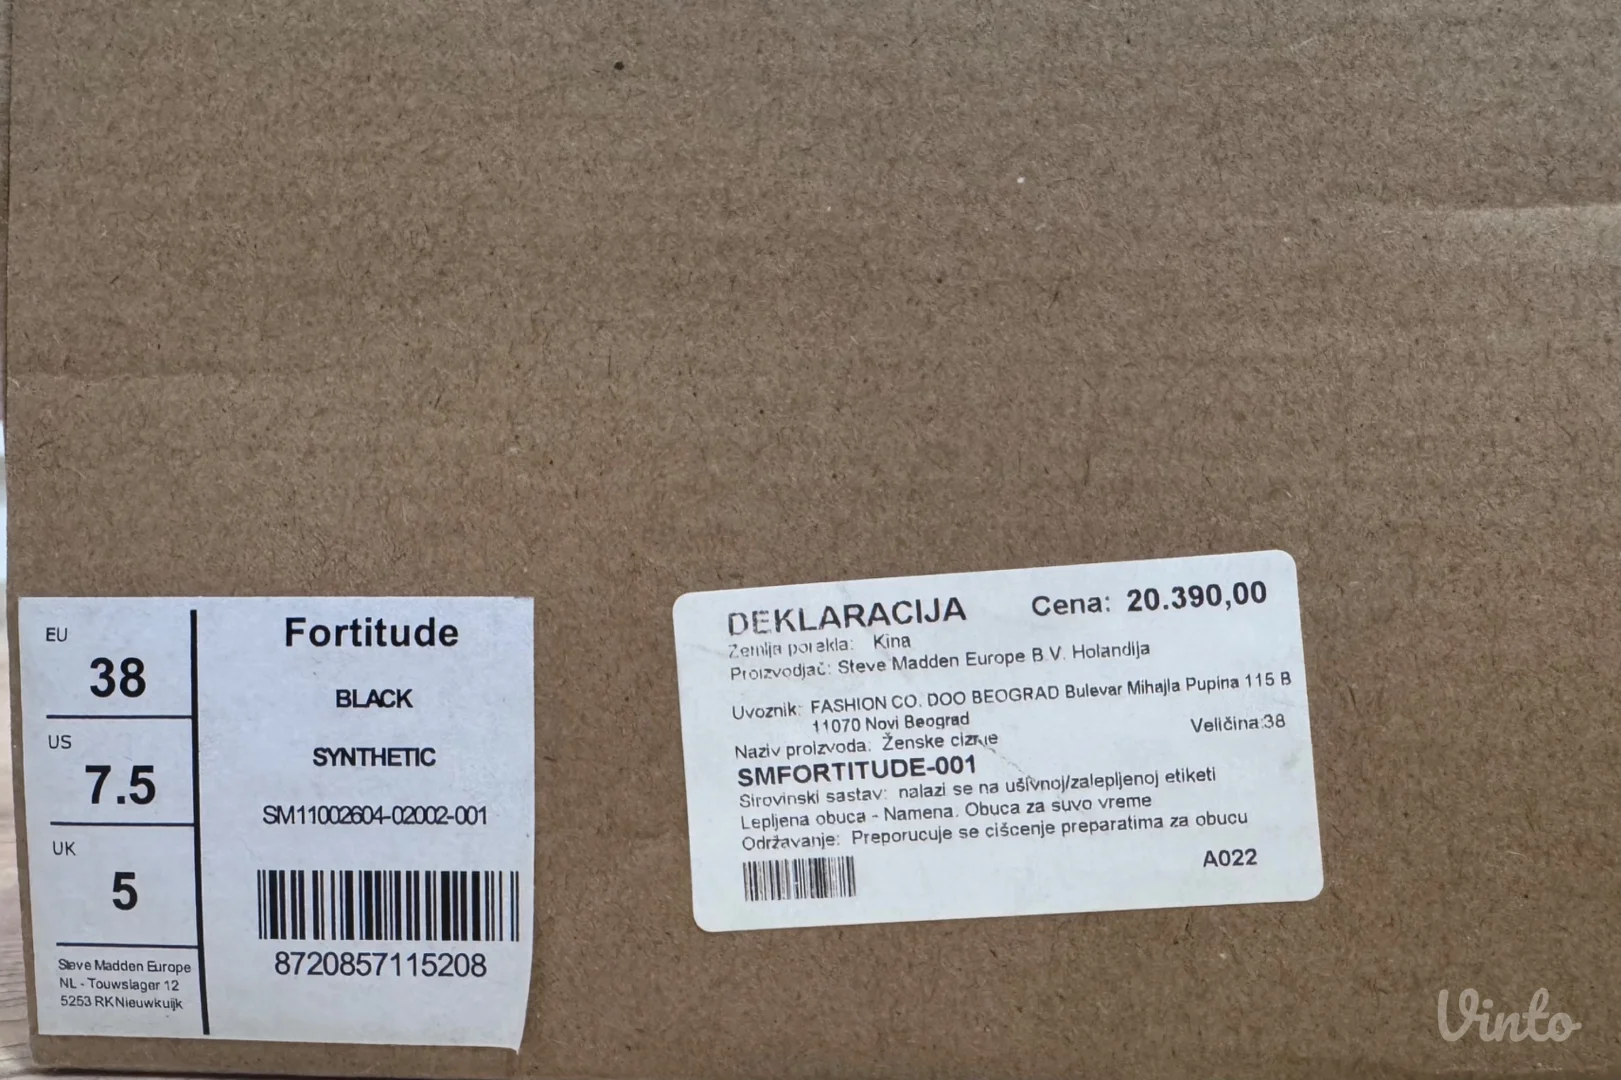 EU
38
US
7.5
UK
5
Steve Madden Europe
NL - Touwslager 12
5253 RK Nieuwkuijk
Fortitude
BLACK
SYNTHETIC
SM11002604-02002-001
8720857115208
DEKLARACIJA Cena: 20.390,00
Zemlja porekla: Kina
Proizvodjač: Steve Madden Europe B.V. Holandija
Uvoznik: FASHION CO. DOO BEOGRAD Bulevar Mihajla Pupina 115 B
11070 Novi Beograd
Veličina:38
Naziv proizvoda: Ženske cizme
SMFORTITUDE-001
Sirovinski sastav: nalazi se na ušivnoj/zalepljenoj etiketi
Lepljena obuca - Namena. Obuca za suvo vreme
Održavanje: Preporucuje se cišcenje preparatima za obucu
A022
Vinto